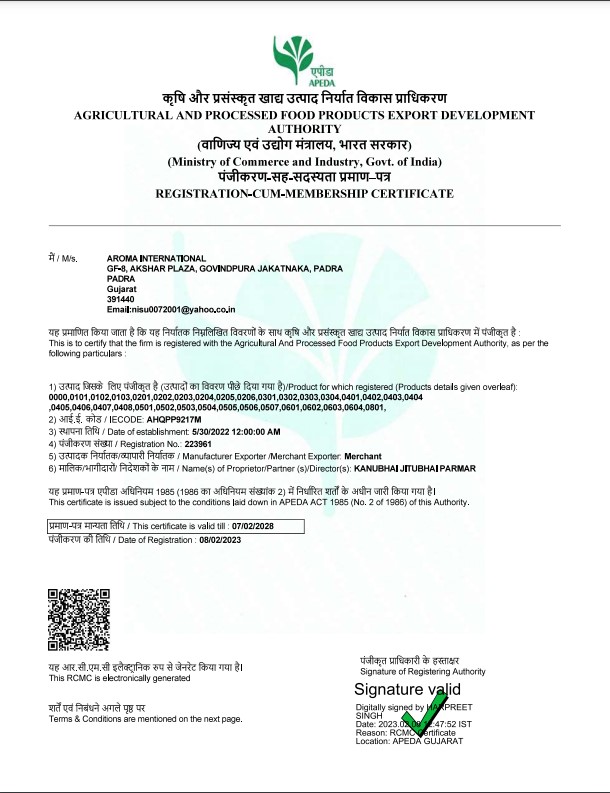 एपीडा
APEDA
कृषि और प्रसंस्कृत खाद्य उत्पाद निर्यात विकास प्राधिकरण
AGRICULTURAL AND PROCESSED FOOD PRODUCTS EXPORT DEVELOPMENT
AUTHORITY
(वाणिज्य एवं उद्योग मंत्रालय, भारत सरकार)
(Ministry of Commerce and Industry, Govt. of India)
पंजीकरण-सह-सदस्यता प्रमाण-पत्र
REGISTRATION-CUM-MEMBERSHIP CERTIFICATE
में / M/s. AROMA INTERNATIONAL
GF-8, AKSHAR PLAZA, GOVINDPURA JAKATNAKA, PADRA
PADRA
Gujarat
391440
Email:nisu0072001@yahoo.co.in
यह प्रमाणित किया जाता है कि यह निर्यातक निम्नलिखित विवरणों के साथ कृषि और प्रसंस्कृत खाद्य उत्पाद निर्यात विकास प्राधिकरण में पंजीकृत है :
This is to certify that the firm is registered with the Agricultural And Processed Food Products Export Development Authority, as per the
following particulars :
1) उत्पाद जिसके लिए पंजीकृत है (उत्पादों का विवरण पीछे दिया गया है)/Product for which registered (Products details given overleaf):
0000,0101,0102,0103,0201,0202,0203,0204,0205,0206,0301,0302,0303,0304,0401,0402,0403,0404
,0405,0406,0407,0408,0501,0502,0503,0504,0505,0506,0507,0601,0602,0603,0604,0801,
2) आई.ई. कोड / IECODE: AHQPP9217M
3) स्थापना तिथि / Date of establishment: 5/30/2022 12:00:00 AM
4) पंजीकरण संख्या / Registration No.: 223961
5) उत्पादक निर्यातक/व्यापारी निर्यातक / Manufacturer Exporter /Merchant Exporter: Merchant
6) मालिक/भागीदारो/ निदेशकों के नाम / Name(s) of Proprietor/Partner (s)/Director(s): KANUBHAI JITUBHAI PARMAR
यह प्रमाण-पत्र एपीडा अधिनियम 1985 (1986 का अधिनियम संख्यांक 2) में निर्धारित शर्तों के अधीन जारी किया गया है।
This certificate is issued subject to the conditions laid down in APEDA ACT 1985 (No. 2 of 1986) of this Authority.
प्रमाण-पत्र मान्यता तिथि / This certificate is valid till : 07/02/2028
पंजीकरण की तिथि / Date of Registration : 08/02/2023
यह आर.सी.एम.सी इलैक्ट्रानिक रुप से जेनरेट किया गया है।
This RCMC is electronically generated
शर्तें एवं निबंधने अगले पृष्ठ पर
Terms & Conditions are mentioned on the next page.
पंजीकृत प्राधिकारी के हस्ताक्षर
Signature of Registering Authority
Signature valid
Digitally signed by HARPREET
SINGH
Date: 2023.02. :47:52 IST
Reason: RCMC Certificate
Location: APEDA GUJARAT